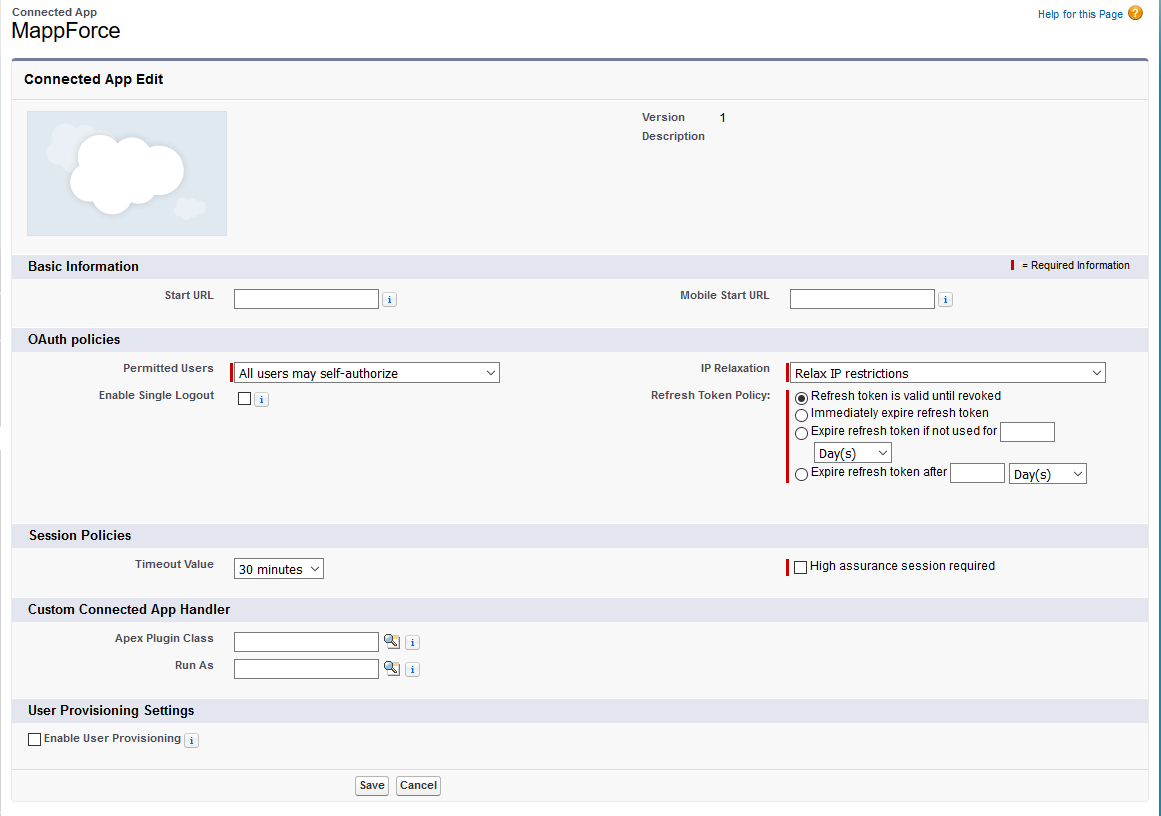 Connected App
MappForce
Help for this Page ?
Connected App Edit
Version 1
Description
Basic Information
= Required Information
Start URL
i
Mobile Start URL
i
OAuth policies
Permitted Users
All users may self-authorize
IP Relaxation
Relax IP restrictions
Enable Single Logout
i
Refresh Token Policy:
Refresh token is valid until revoked
Immediately expire refresh token
Expire refresh token if not used for
Day(s)
Expire refresh token after
Day(s)
Session Policies
Timeout Value
30 minutes
High assurance session required
Custom Connected App Handler
Apex Plugin Class
i
Run As
i
User Provisioning Settings
Enable User Provisioning
i
Save
Cancel